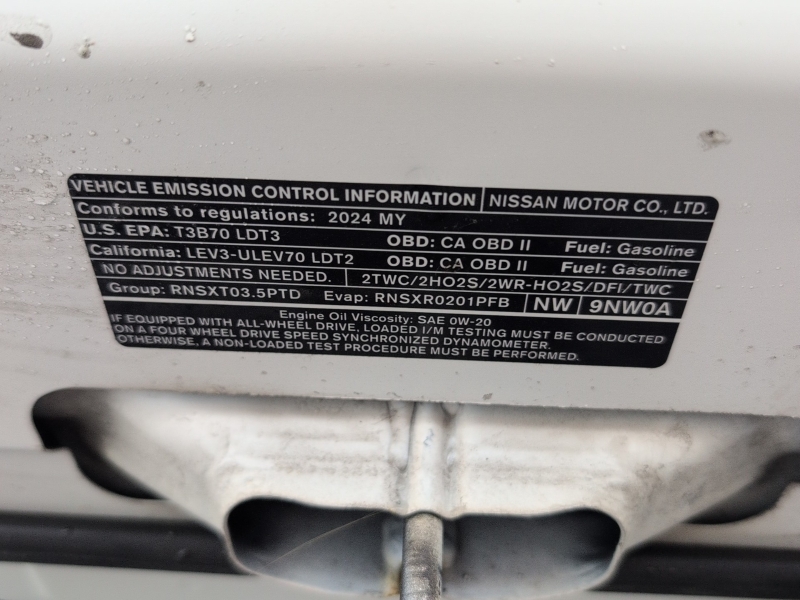 VEHICLE EMISSION CONTROL INFORMATION NISSAN MOTOR CO., LTD.
Conforms to regulations: 2024 MY
U.S. EPA: T3B70 LDT3 OBD: CA OBD II Fuel: Gasoline
California: LEV3-ULEV70 LDT2 OBD: CA OBD II Fuel: Gasoline
NO ADJUSTMENTS NEEDED. 2TWC/2HO2S/2WR-HO2S/DFI/TWC
Group: RNSXT03.5PTD Evap: RNSXR0201PFB NW 9NW0A
Engine Oil Viscosity: SAE 0W-20
IF EQUIPPED WITH ALL-WHEEL DRIVE, LOADED I/M TESTING MUST BE CONDUCTED
ON A FOUR WHEEL DRIVE SPEED SYNCHRONIZED DYNAMOMETER.
OTHERWISE, A NON-LOADED TEST PROCEDURE MUST BE PERFORMED.